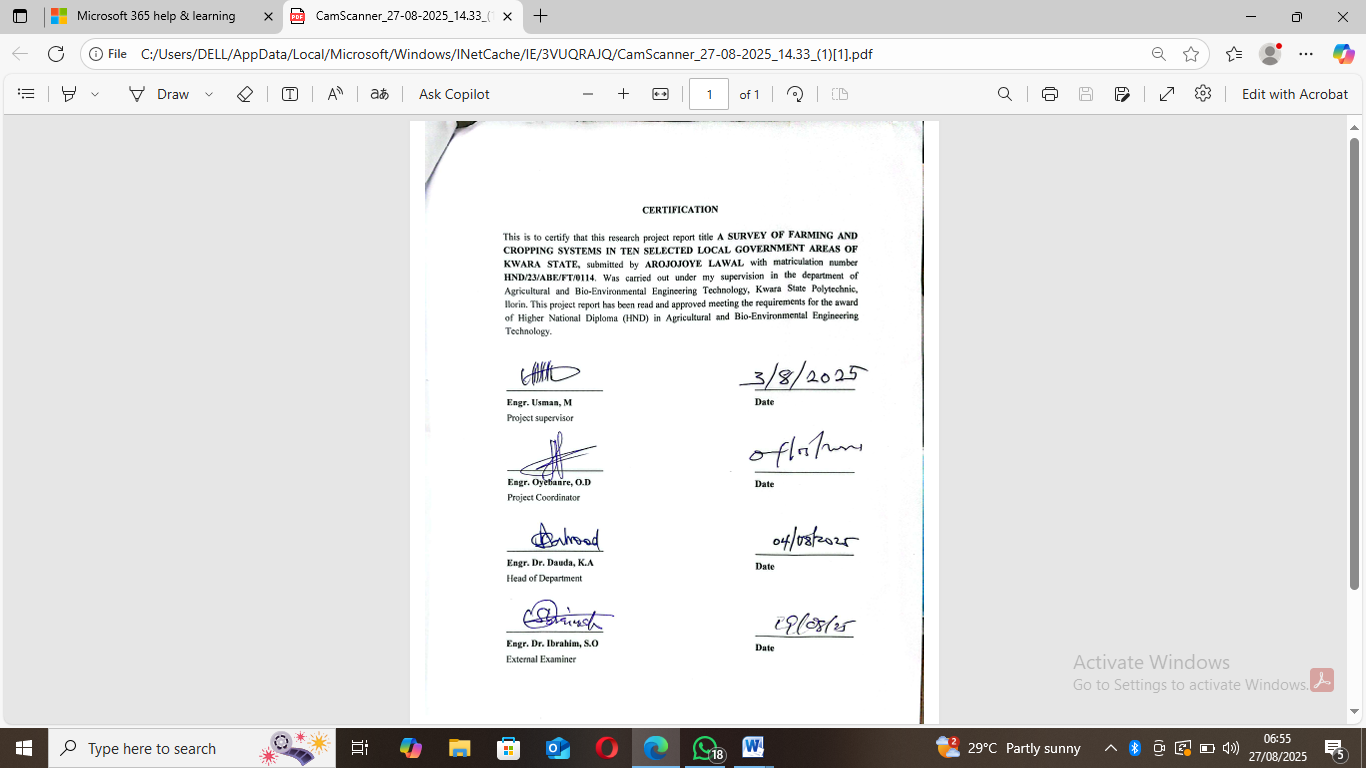 Microsoft 365 help & learning
CamScanner_27-08-2025_14.33_(
File C:/Users/DELL/AppData/Local/Microsoft/Windows/INetCache/IE/3VUQRAJQ/CamScanner_27-08-2025_14.33_(1)[1].pdf
Draw Ask Copilot 1 of 1 Edit with Acrobat
CERTIFICATION
This is to certify that this research project report title A SURVEY OF FARMING AND
CROPPING SYSTEMS IN TEN SELECTED LOCAL GOVERNMENT AREAS OF
KWARA STATE, submitted by AROJOJOYE LAWAL with matriculation number
HND/23/ABE/FT/0114. Was carried out under my supervision in the department of
Agricultural and Bio-Environmental Engineering Technology, Kwara State Polytechnic,
Ilorin. This project report has been read and approved meeting the requirements for the award
of Higher National Diploma (HND) in Agricultural and Bio-Environmental Engineering
Technology.
3/8/2025
Engr. Usman, M Date
Project supervisor
Engr. Oyebanre, O.D Date
Project Coordinator
04/08/2025
Engr. Dr. Dauda, K.A Date
Head of Department
19/08/25
Engr. Dr. Ibrahim, S.O Date
External Examiner
Activate Windows
Go to Settings to activate Windows.
Type here to search
18
2
29°C Partly sunny
06:55
27/08/2025
5